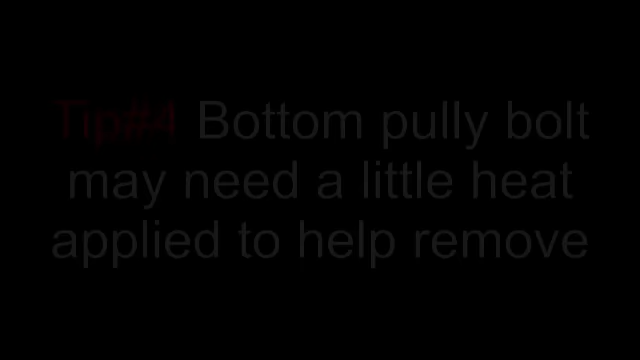 Tip#4 Bottom pully bolt
may need a little heat
applied to help remove